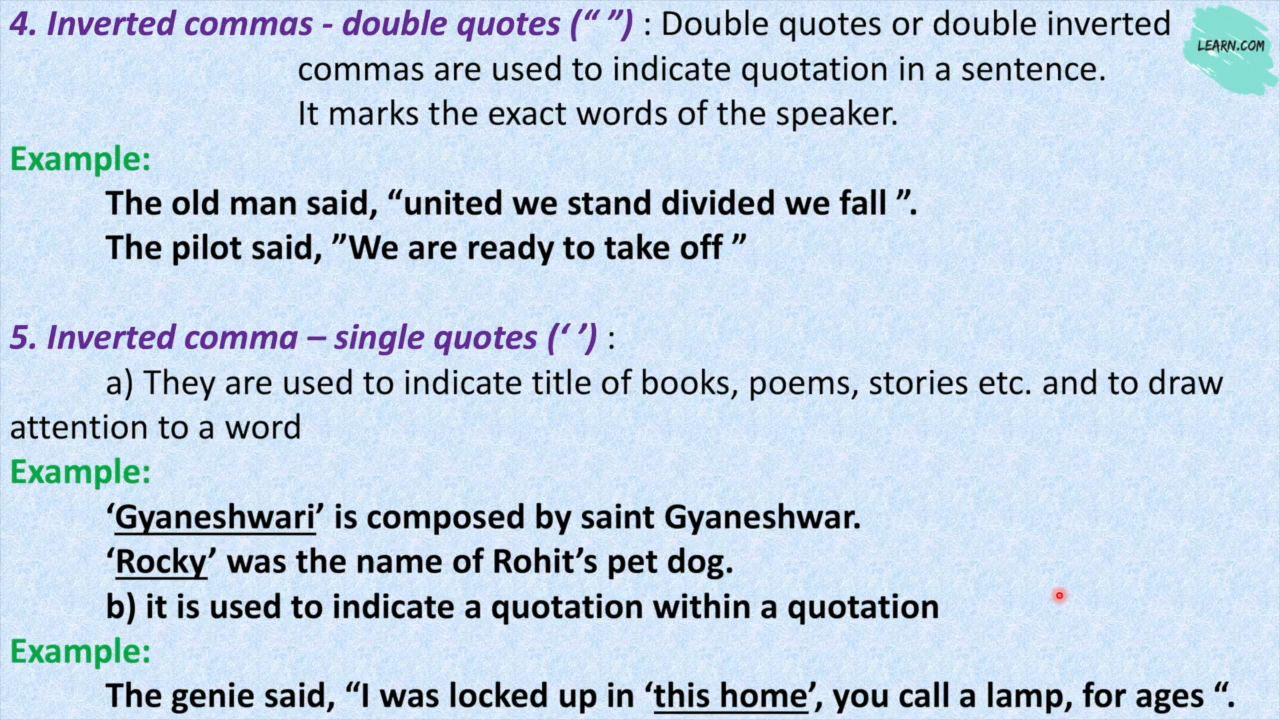 4. Inverted commas - double quotes (“ ”) : Double quotes or double inverted
LEARN.COM
commas are used to indicate quotation in a sentence.
It marks the exact words of the speaker.
Example:
The old man said, “united we stand divided we fall ”.
The pilot said, ”We are ready to take off ”
5. Inverted comma – single quotes (‘ ’) :
a) They are used to indicate title of books, poems, stories etc. and to draw
attention to a word
Example:
‘Gyaneshwari’ is composed by saint Gyaneshwar.
‘Rocky’ was the name of Rohit’s pet dog.
b) it is used to indicate a quotation within a quotation
Example:
The genie said, “I was locked up in ‘this home’, you call a lamp, for ages “.